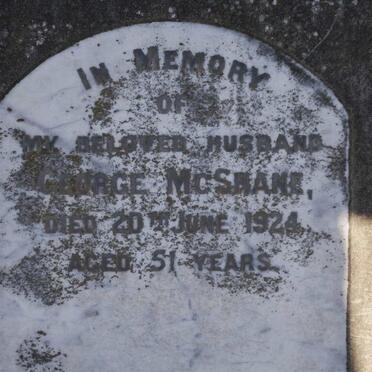 IN MEMORY
OF
MY BELOVED HUSBAND
GEORGE McSHANE,
DIED 20TH JUNE 1924
AGED 51 YEARS.